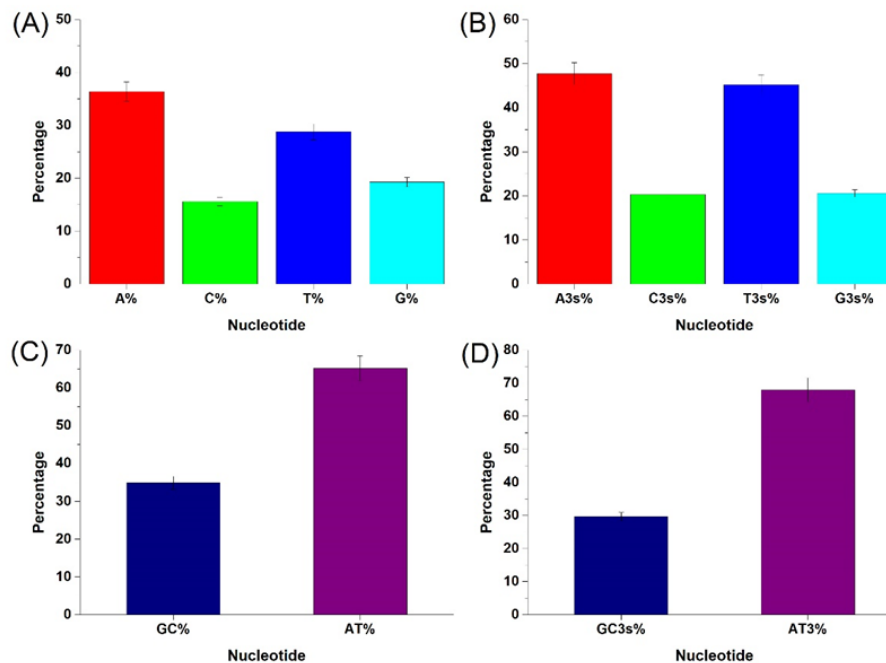 (A)
50
40
30
20
10
0
Percentage
A% C% T% G%
Nucleotide
(B)
60
50
40
30
20
10
0
Percentage
A3s% C3s% T3s% G3s%
Nucleotide
(C)
70
60
50
40
30
20
10
0
Percentage
GC% AT%
Nucleotide
(D)
80
70
60
50
40
30
20
10
0
Percentage
GC3s% AT3%
Nucleotide